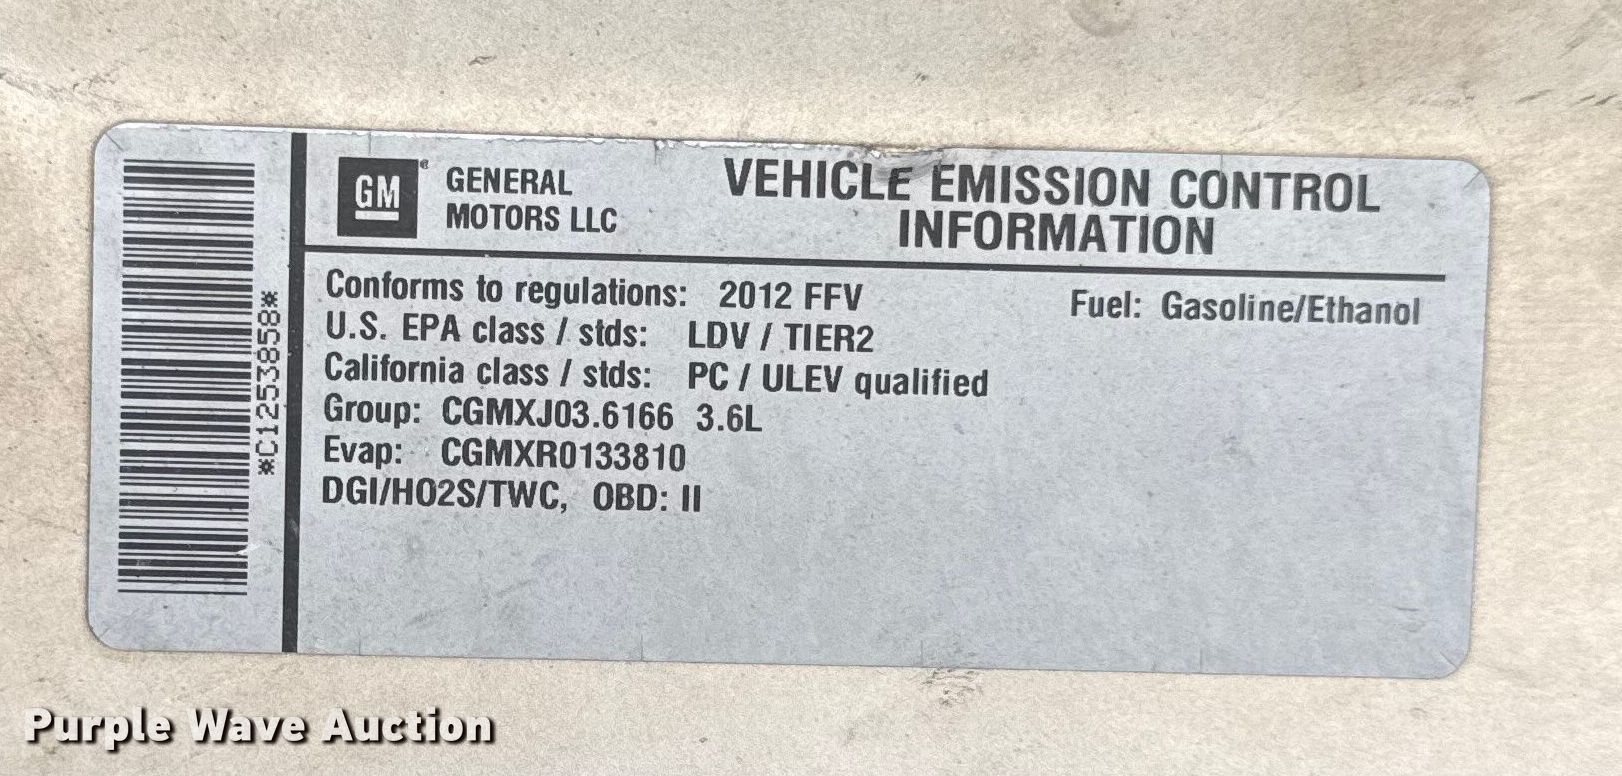 GM® GENERAL MOTORS LLC
VEHICLE EMISSION CONTROL
INFORMATION
Conforms to regulations: 2012 FFV
Fuel: Gasoline/Ethanol
U.S. EPA class / stds: LDV / TIER2
California class / stds: PC / ULEV qualified
Group: CGMXJ03.6166 3.6L
Evap: CGMXR0133810
DGI/HO2S/TWC, OBD: II
*C1253858*
Purple Wave Auction